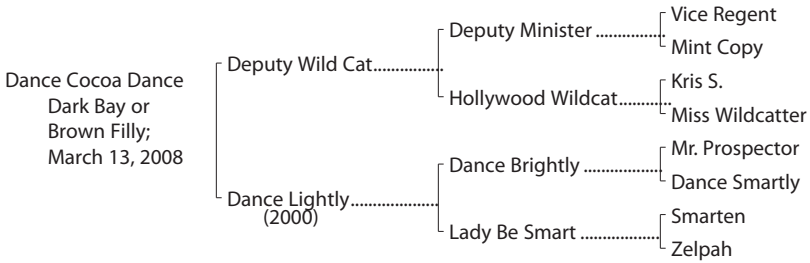 Dance Cocoa Dance
Dark Bay or
Brown Filly;
March 13, 2008
Deputy Wild Cat................
Dance Lightly....................
(2000)
Deputy Minister ...............
Hollywood Wildcat............
Dance Brightly ..................
Lady Be Smart ..................
Vice Regent
Mint Copy
Kris S.
Miss Wildcatter
Mr. Prospector
Dance Smartly
Smarten
Zelpah